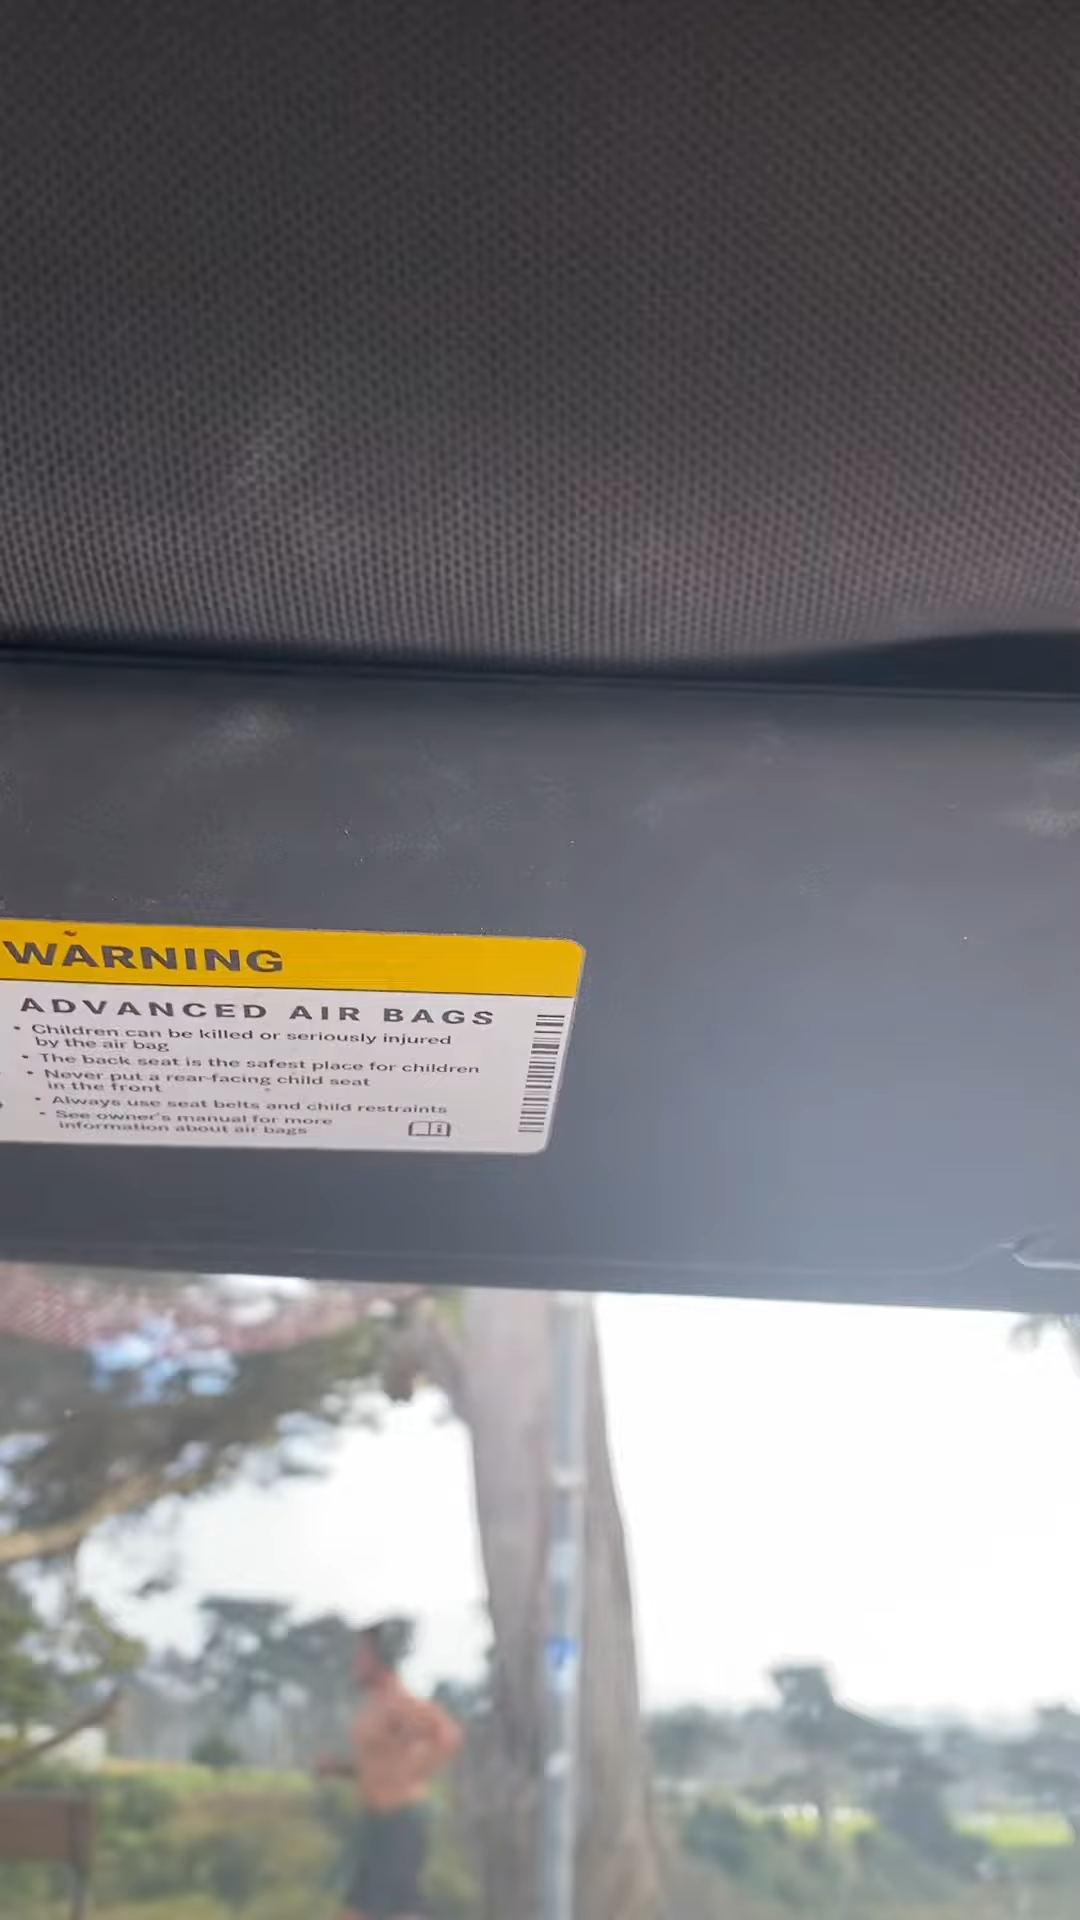 WARNING
ADVANCED AIR BAGS
• Children can be killed or seriously injured
by the air bag
• The back seat is the safest place for children
• Never put a rear-facing child seat
in the front
• Always use seat belts and child restraints
• See owner's manual for more
information about air bags